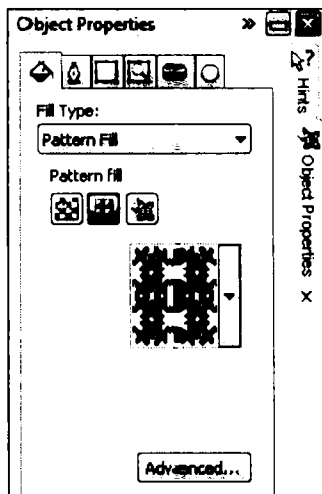 Object Properties »
Fill Type:
Pattern Fill
Pattern fill
Advanced...
Hints
Object Properties